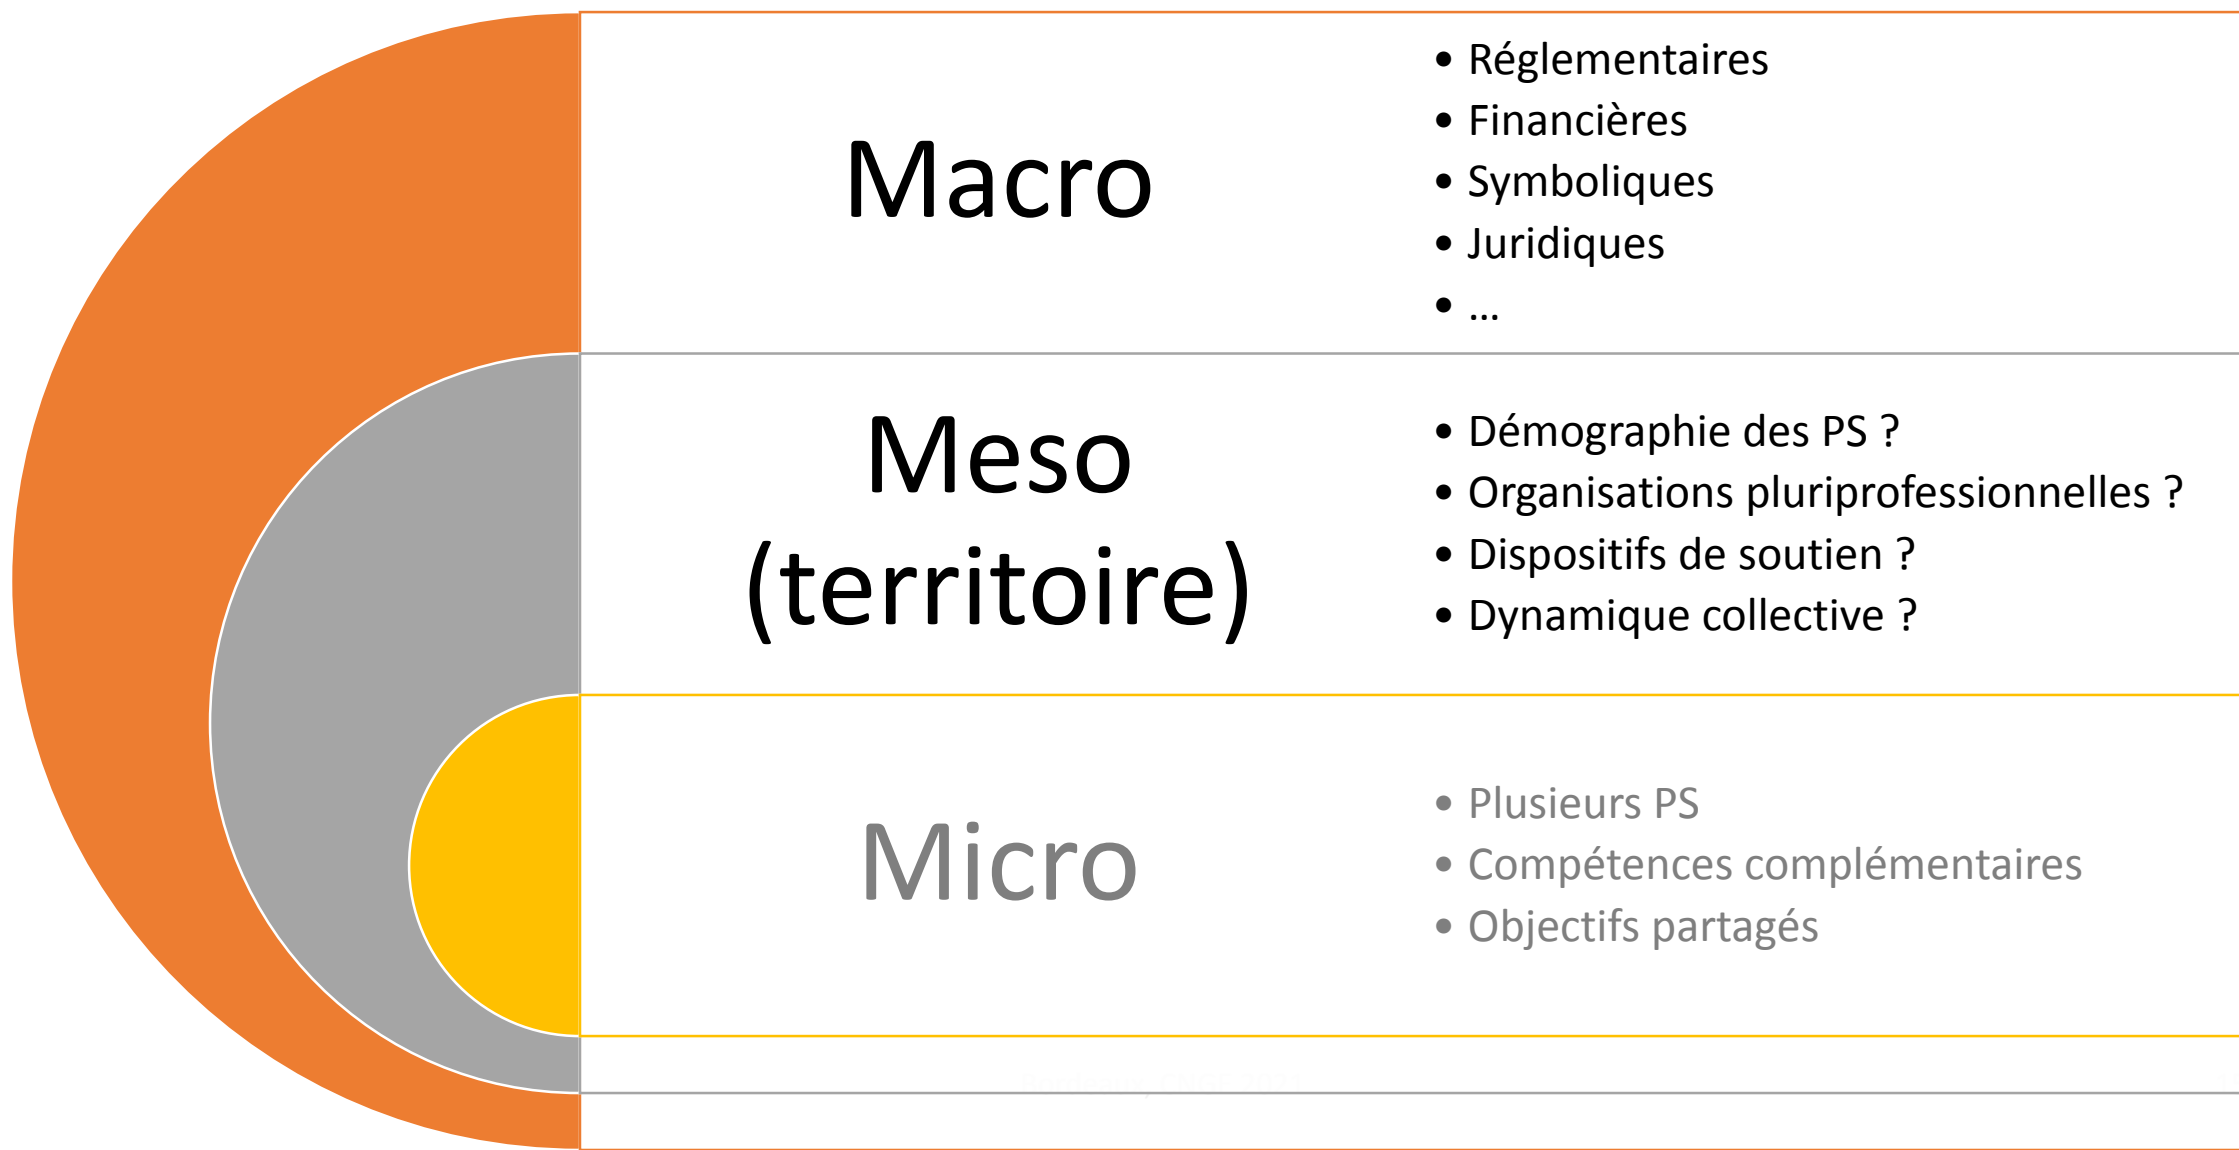 Macro
• Réglementaires
• Financières
• Symboliques
• Juridiques
• ...
Meso
(territoire)
• Démographie des PS ?
• Organisations pluriprofessionnelles ?
• Dispositifs de soutien ?
• Dynamique collective ?
Micro
• Plusieurs PS
• Compétences complémentaires
• Objectifs partagés